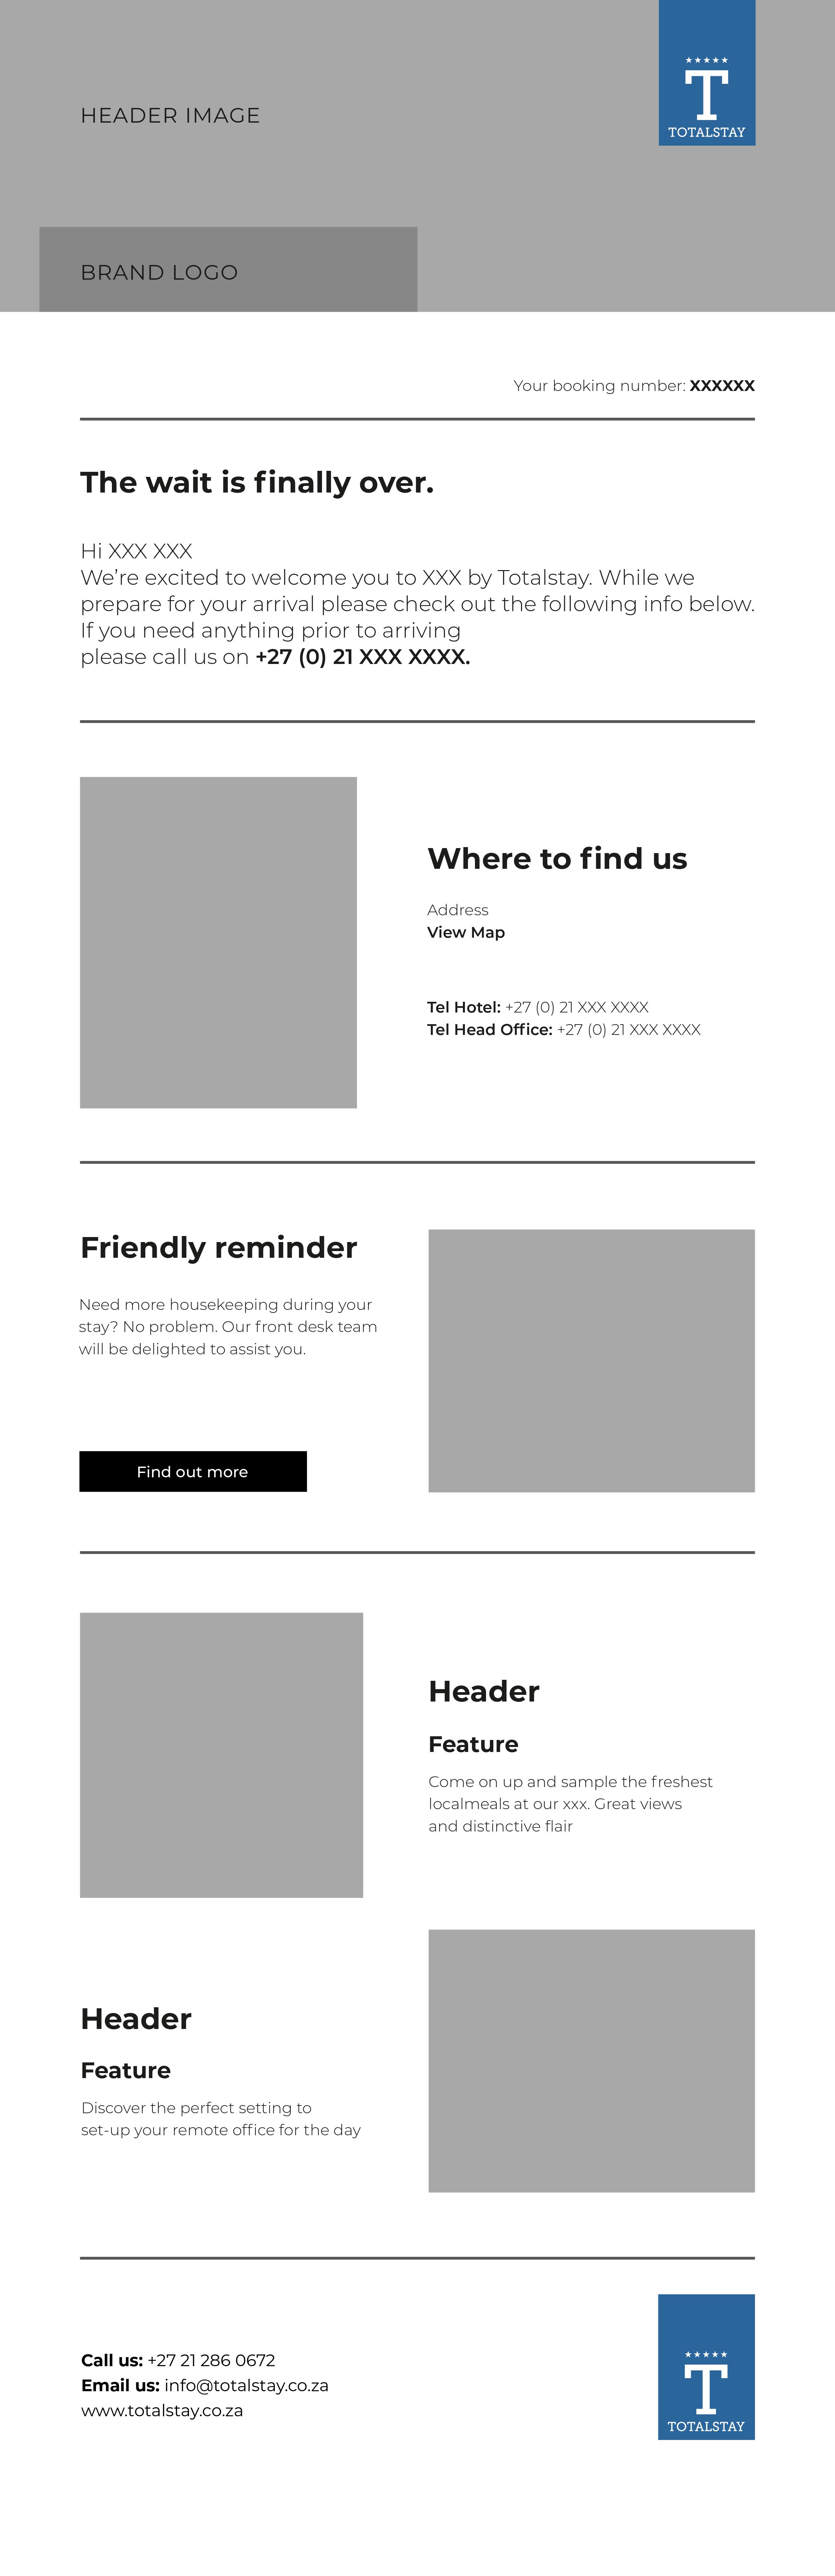 HEADER IMAGE
★★★★★
T
TOTALSTAY
BRAND LOGO
Your booking number: XXXXXX
The wait is finally over.
Hi XXX XXX
We’re excited to welcome you to XXX by Totalstay. While we
prepare for your arrival please check out the following info below.
If you need anything prior to arriving
please call us on +27 (0) 21 XXX XXXX.
Where to find us
Address
View Map
Tel Hotel: +27 (0) 21 XXX XXXX
Tel Head Office: +27 (0) 21 XXX XXXX
Friendly reminder
Need more housekeeping during your
stay? No problem. Our front desk team
will be delighted to assist you.
Find out more
Header
Feature
Come on up and sample the freshest
localmeals at our xxx. Great views
and distinctive flair
Header
Feature
Discover the perfect setting to
set-up your remote office for the day
Call us: +27 21 286 0672
Email us: info@totalstay.co.za
www.totalstay.co.za
★★★★★
T
TOTALSTAY